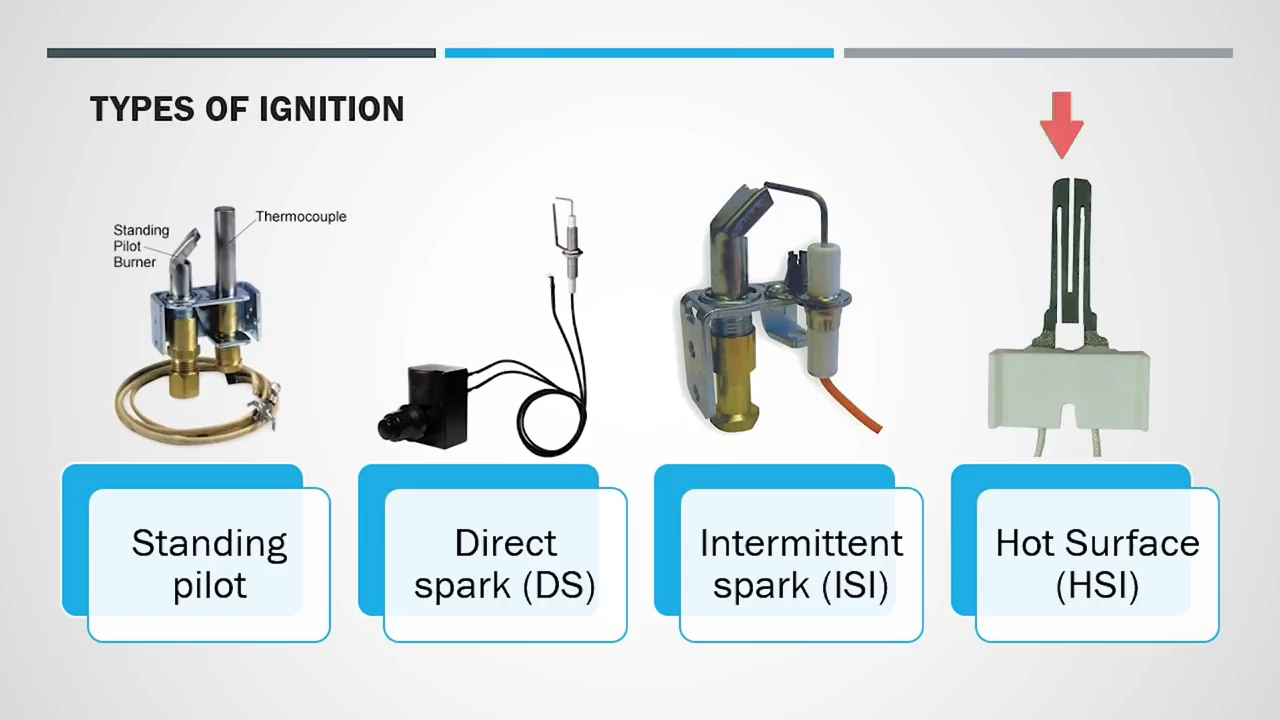 TYPES OF IGNITION
Standing
Pilot
Burner
Thermocouple
Standing
pilot
Direct
spark (DS)
Intermittent
spark (ISI)
Hot Surface
(HSI)